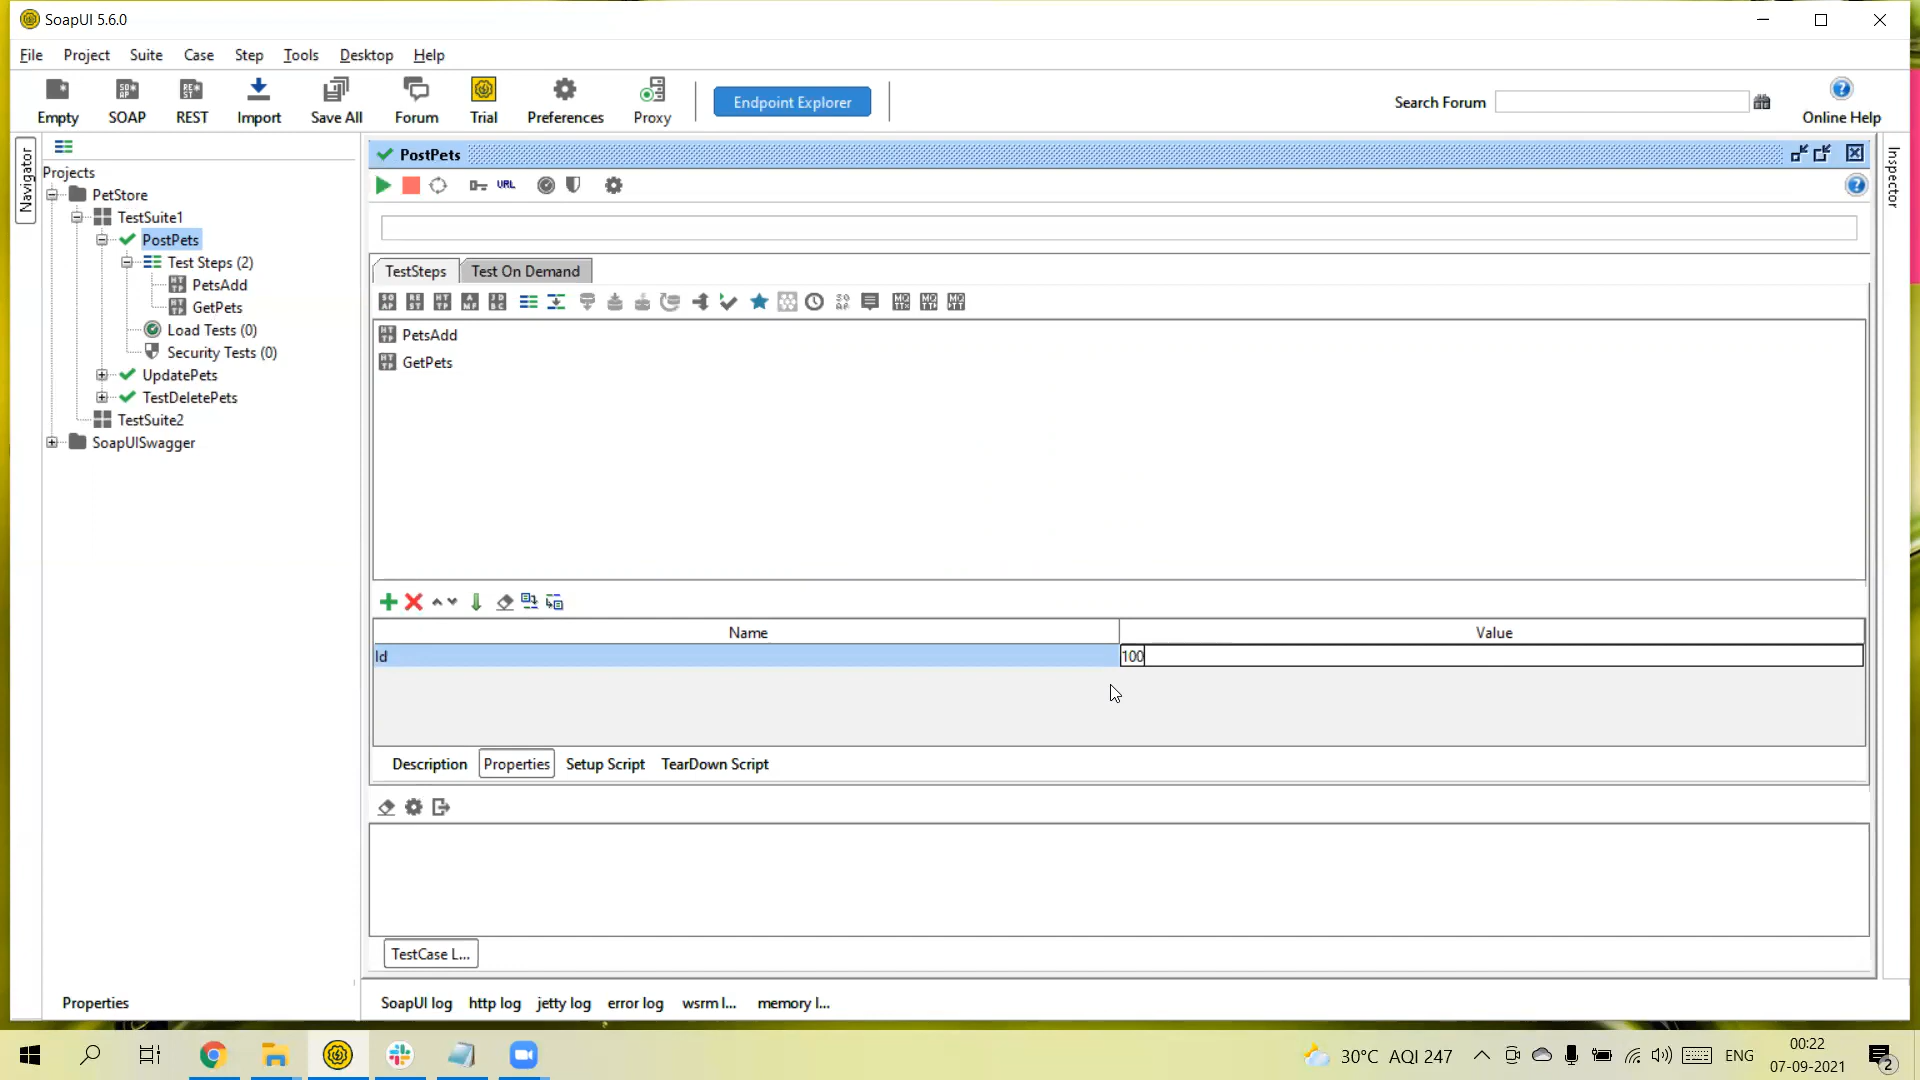 SoapUI 5.6.0
File Project Suite Case Step Tools Desktop Help
Empty SOAP REST Import Save All Forum Trial Preferences Proxy Endpoint Explorer Search Forum Online Help
Navigator
Projects
PetStore
TestSuite1
PostPets
Test Steps (2)
PetsAdd
GetPets
Load Tests (0)
Security Tests (0)
UpdatePets
TestDeletePets
TestSuite2
SoapUISwagger
Properties
PostPets
URL
TestSteps Test On Demand
PetsAdd
GetPets
Name Value
Id 100
Description Properties Setup Script TearDown Script
TestCase L...
SoapUI log http log jetty log error log wsrm l... memory l...
Inspector
30°C AQI 247 ENG
00:22
07-09-2021
2